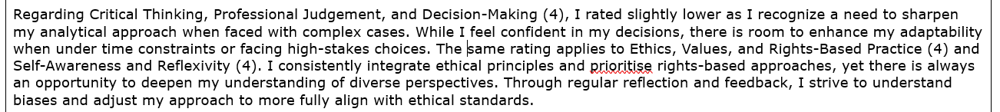 Regarding Critical Thinking, Professional Judgement, and Decision-Making (4), I rated slightly lower as I recognize a need to sharpen
my analytical approach when faced with complex cases. While I feel confident in my decisions, there is room to enhance my adaptability
when under time constraints or facing high-stakes choices. The same rating applies to Ethics, Values, and Rights-Based Practice (4) and
Self-Awareness and Reflexivity (4). I consistently integrate ethical principles and prioritise rights-based approaches, yet there is always
an opportunity to deepen my understanding of diverse perspectives. Through regular reflection and feedback, I strive to understand
biases and adjust my approach to more fully align with ethical standards.